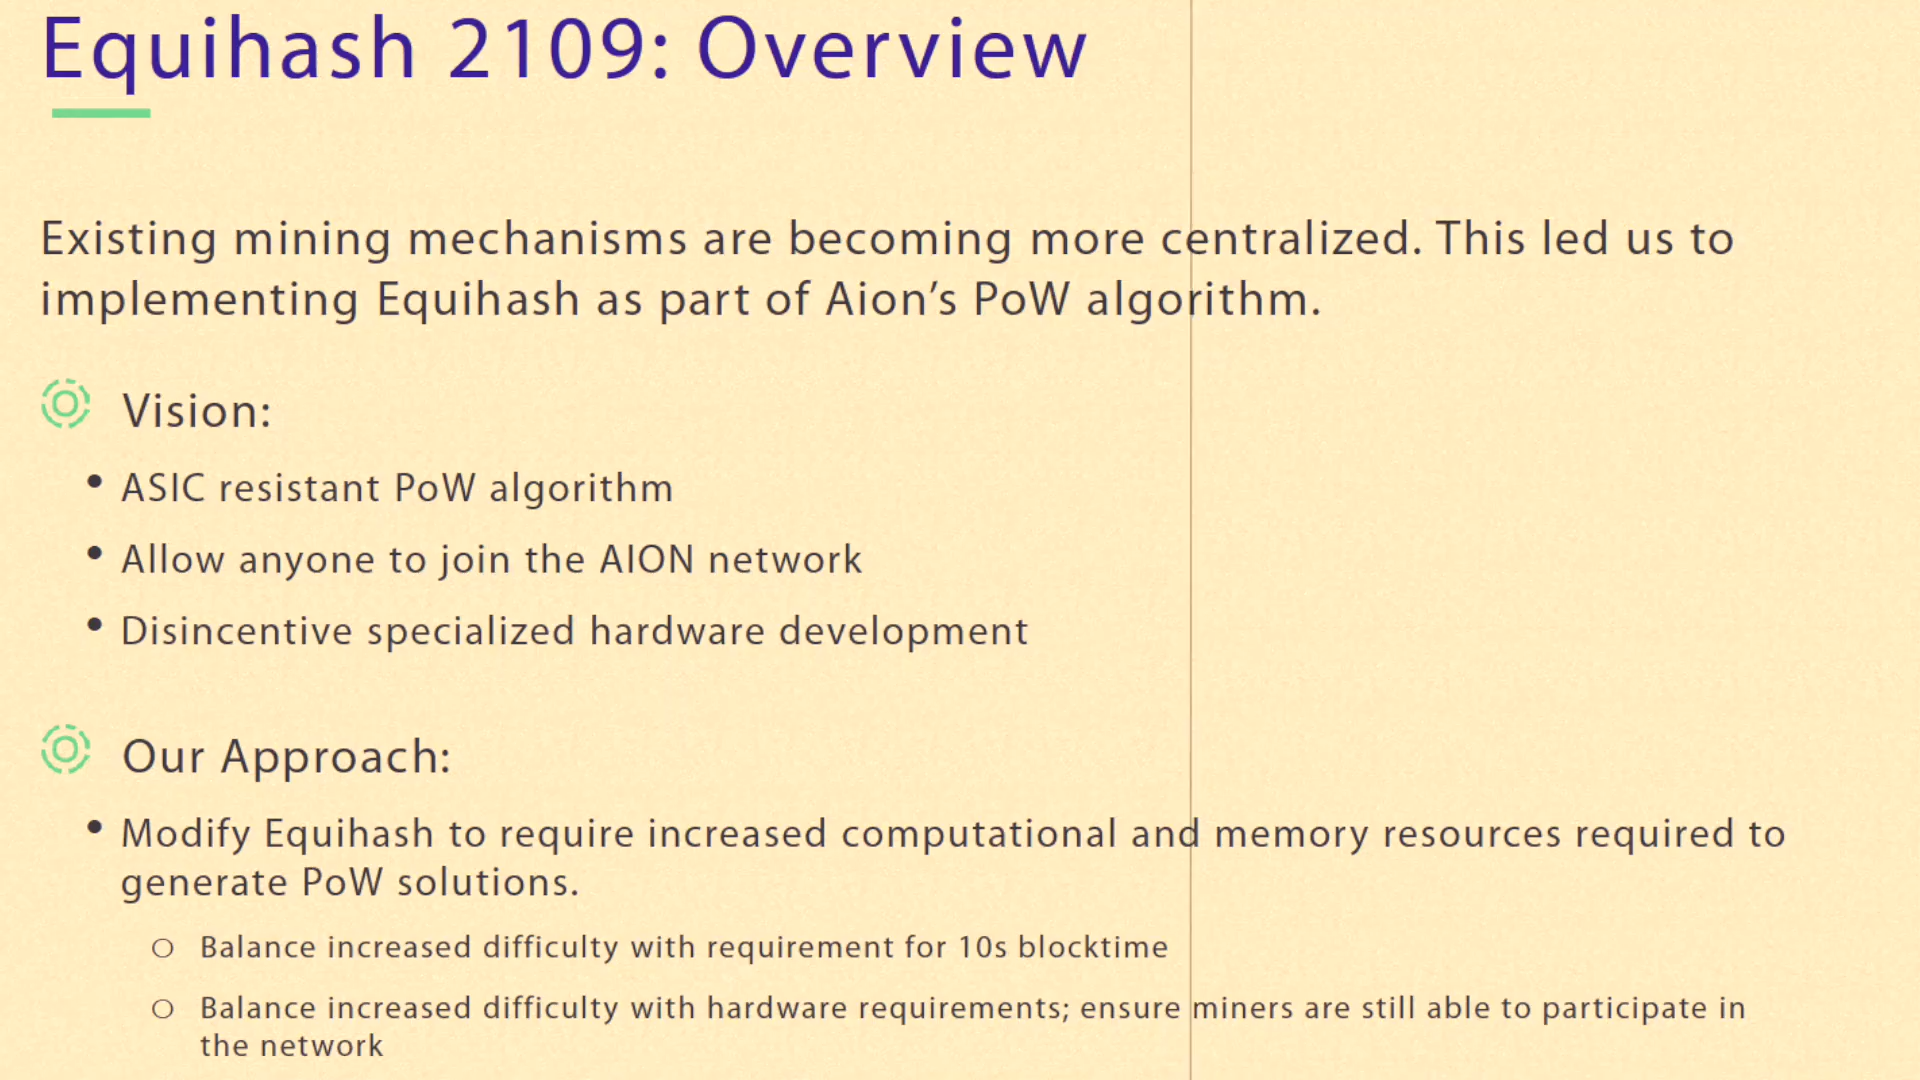 Equihash 2109: Overview
Existing mining mechanisms are becoming more centralized. This led us to
implementing Equihash as part of Aion’s PoW algorithm.
Vision:
• ASIC resistant PoW algorithm
• Allow anyone to join the AION network
• Disincentive specialized hardware development
Our Approach:
• Modify Equihash to require increased computational and memory resources required to
generate PoW solutions.
○ Balance increased difficulty with requirement for 10s blocktime
○ Balance increased difficulty with hardware requirements; ensure miners are still able to participate in
the network